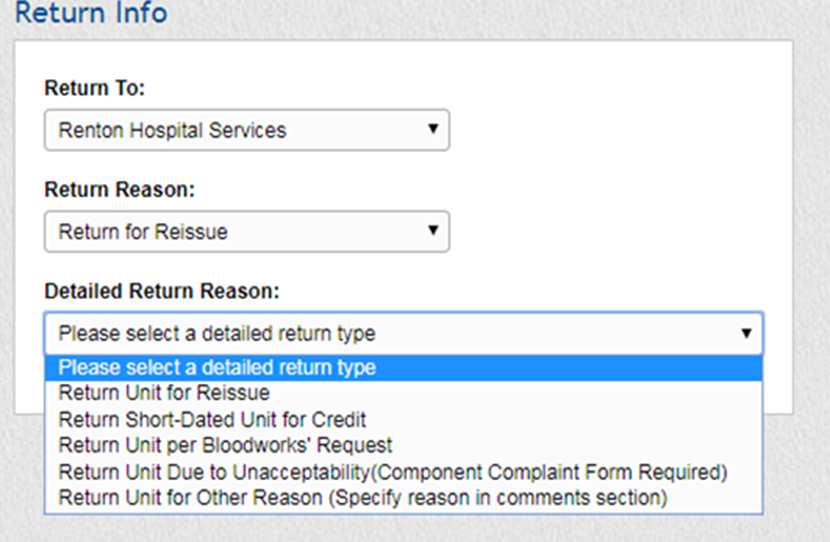 Return Info
Return To:
Renton Hospital Services
Return Reason:
Return for Reissue
Detailed Return Reason:
Please select a detailed return type
Please select a detailed return type
Return Unit for Reissue
Return Short-Dated Unit for Credit
Return Unit per Bloodworks' Request
Return Unit Due to Unacceptability(Component Complaint Form Required)
Return Unit for Other Reason (Specify reason in comments section)